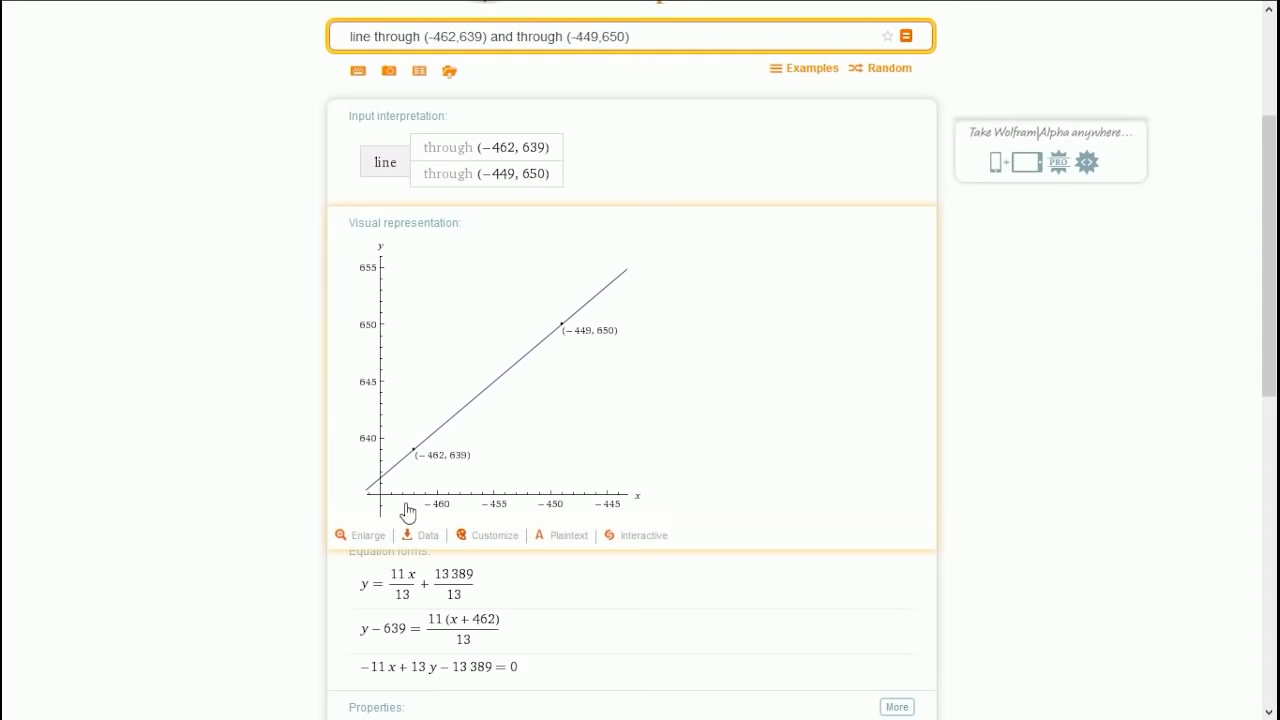 line through (-462,639) and through (-449,650)
Examples Random
Input interpretation:
line through (−462, 639)
through (−449, 650)
Take Wolfram|Alpha anywhere...
PRO
Visual representation:
y
655
650
(−449, 650)
645
640
(−462, 639)
x
−460 −455 −450 −445
Enlarge | Data | Customize | A Plaintext | Interactive
Equation forms:
y = 11 x / 13 + 13 389 / 13
y − 639 = 11 (x + 462) / 13
−11 x + 13 y − 13 389 = 0
Properties: More